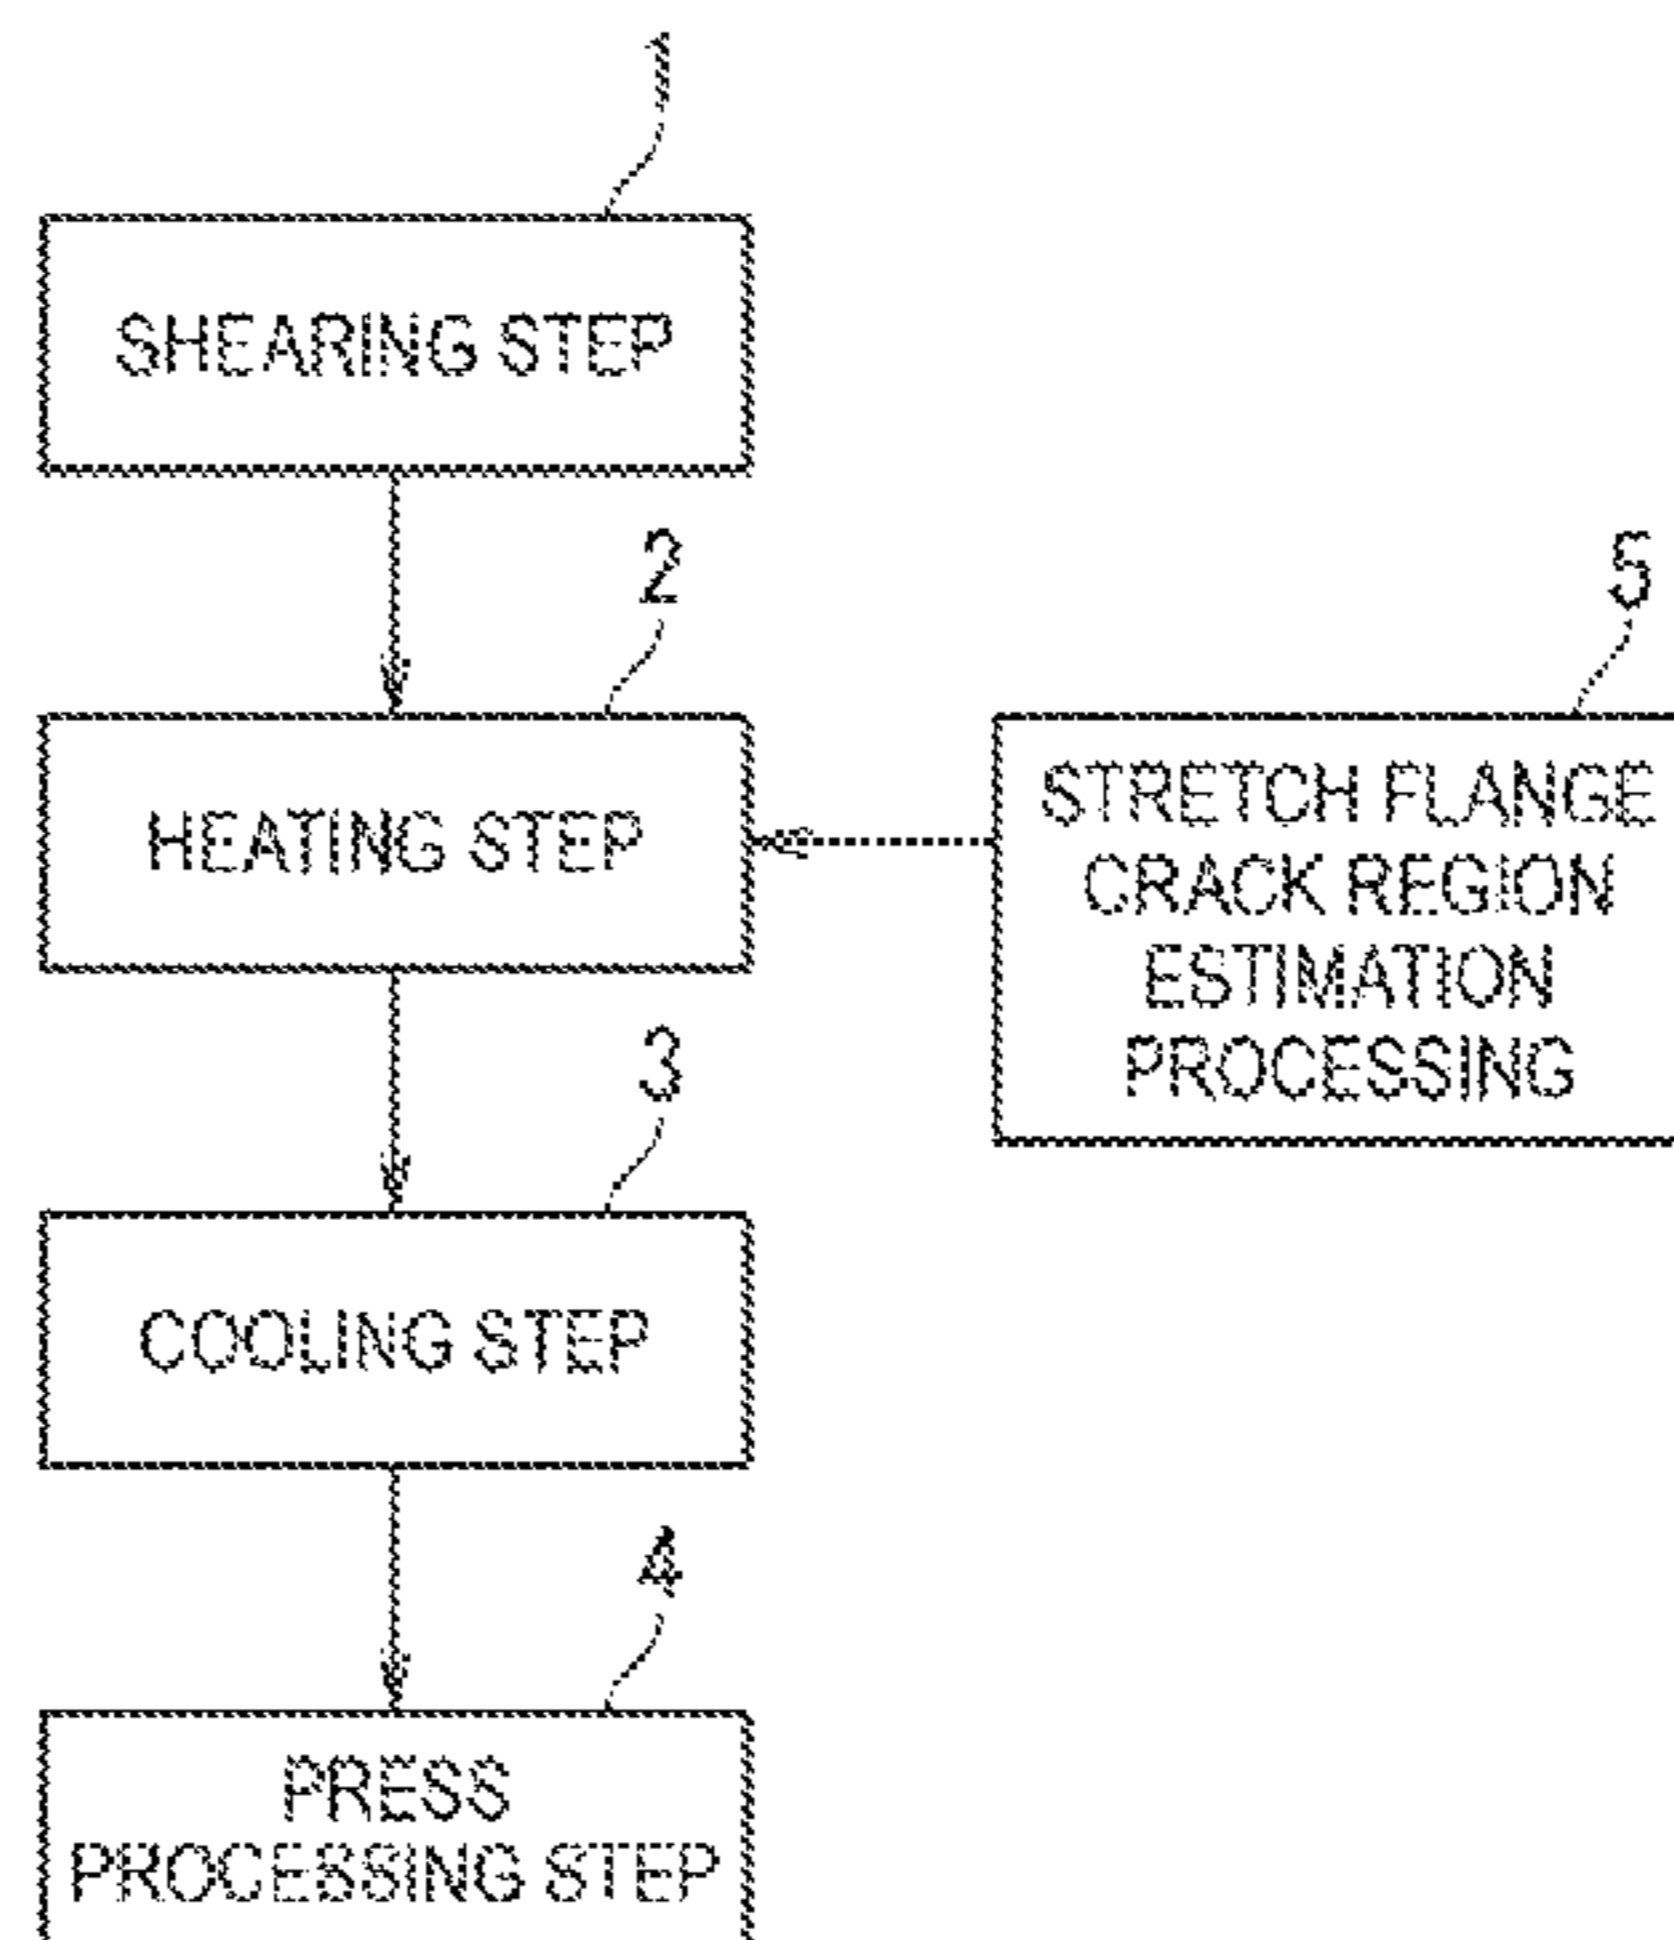 1
SHEARING STEP
2
HEATING STEP
5
STRETCH FLANGE
CRACK REGION
ESTIMATION
PROCESSING
3
COOLING STEP
4
PRESS
PROCESSING STEP